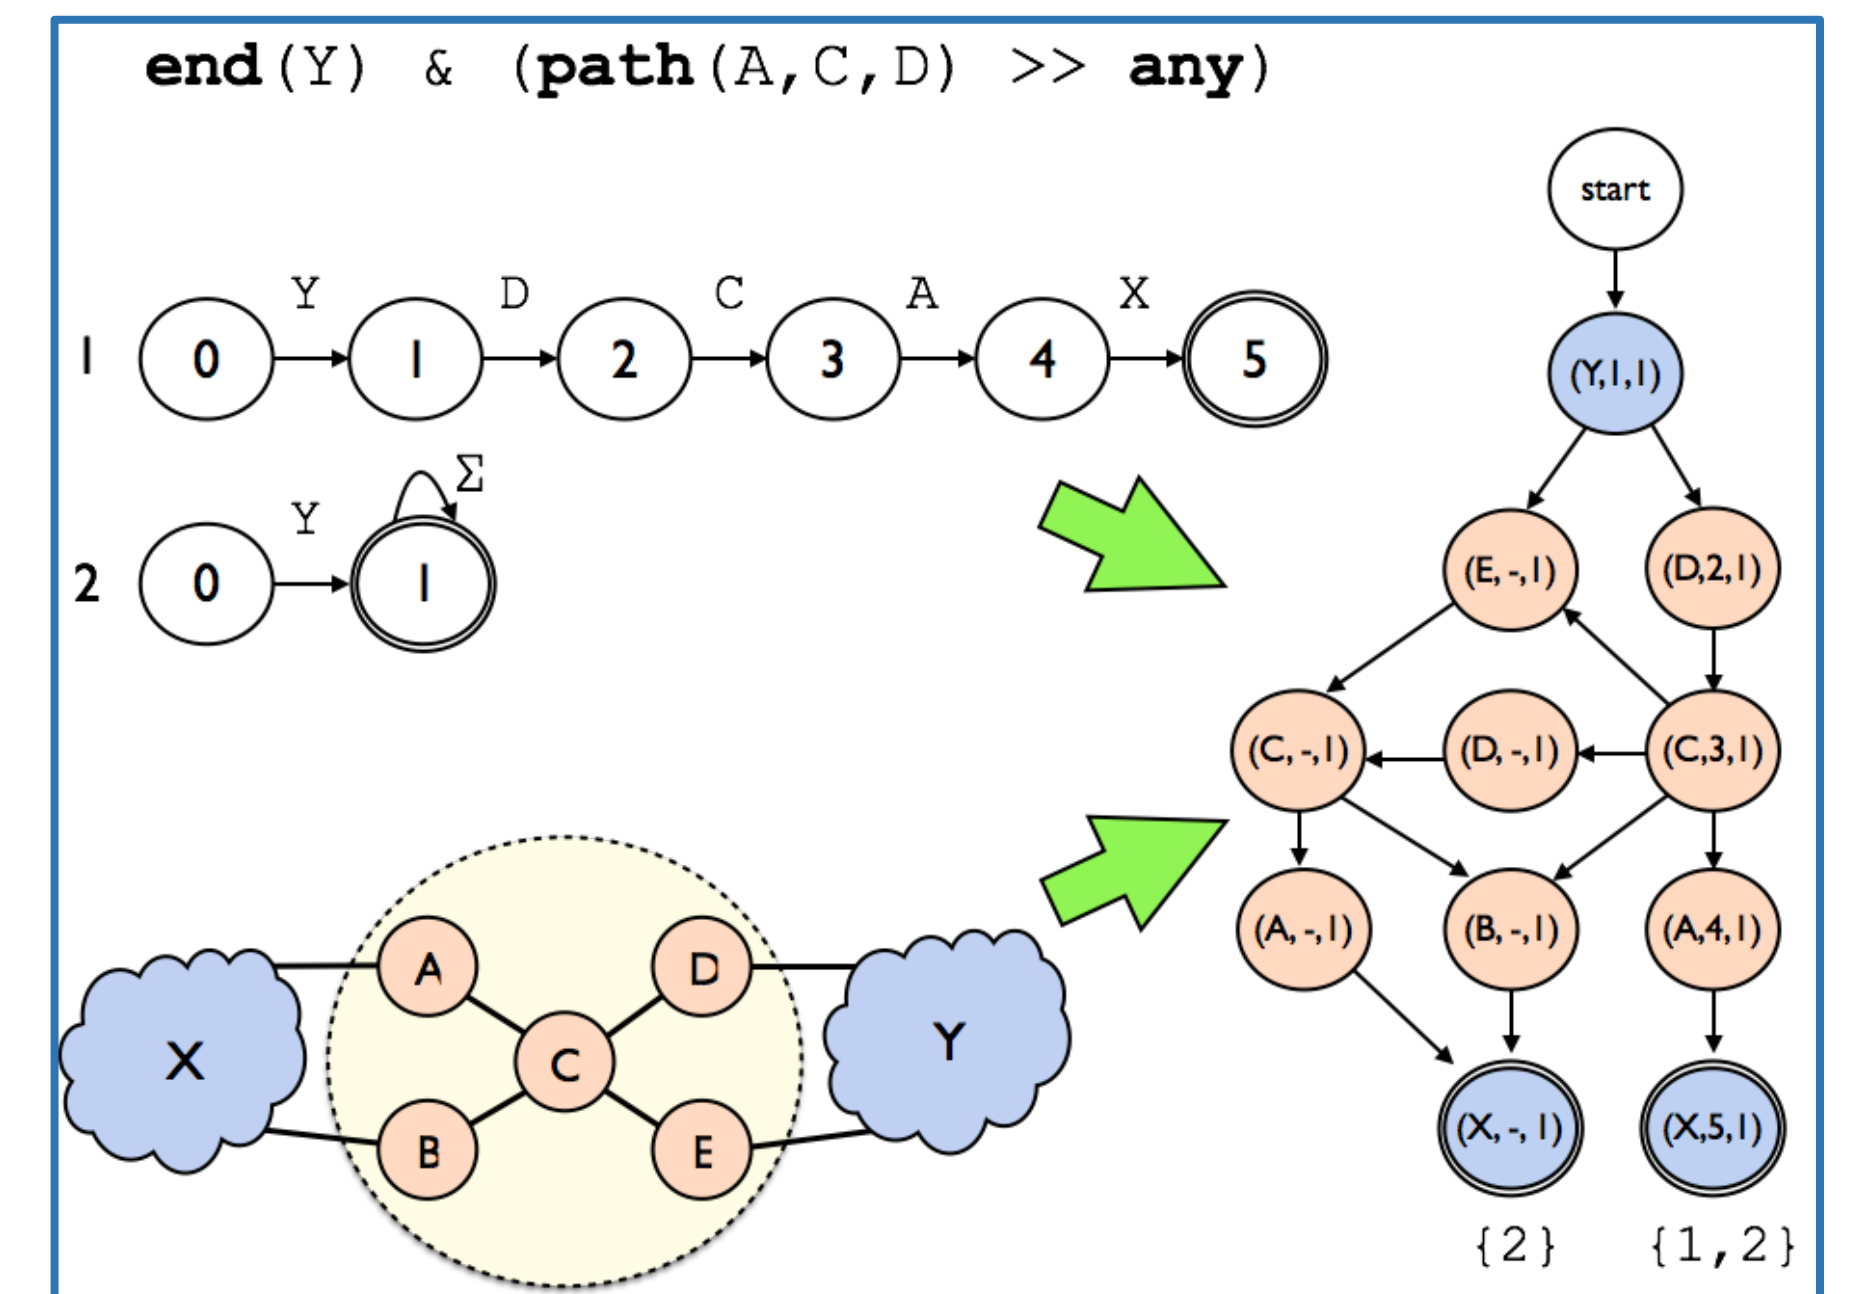 end(Y) & (path(A,C,D) >> any)
start
Y D C A X
1 0 1 2 3 4 5
(Y,1,1)
Σ
Y
2 0 1
(E,-,1) (D,2,1)
(C,-,1) (D,-,1) (C,3,1)
(A,-,1) (B,-,1) (A,4,1)
A D
X C Y
B E
(X,-,1) (X,5,1)
{2} {1,2}